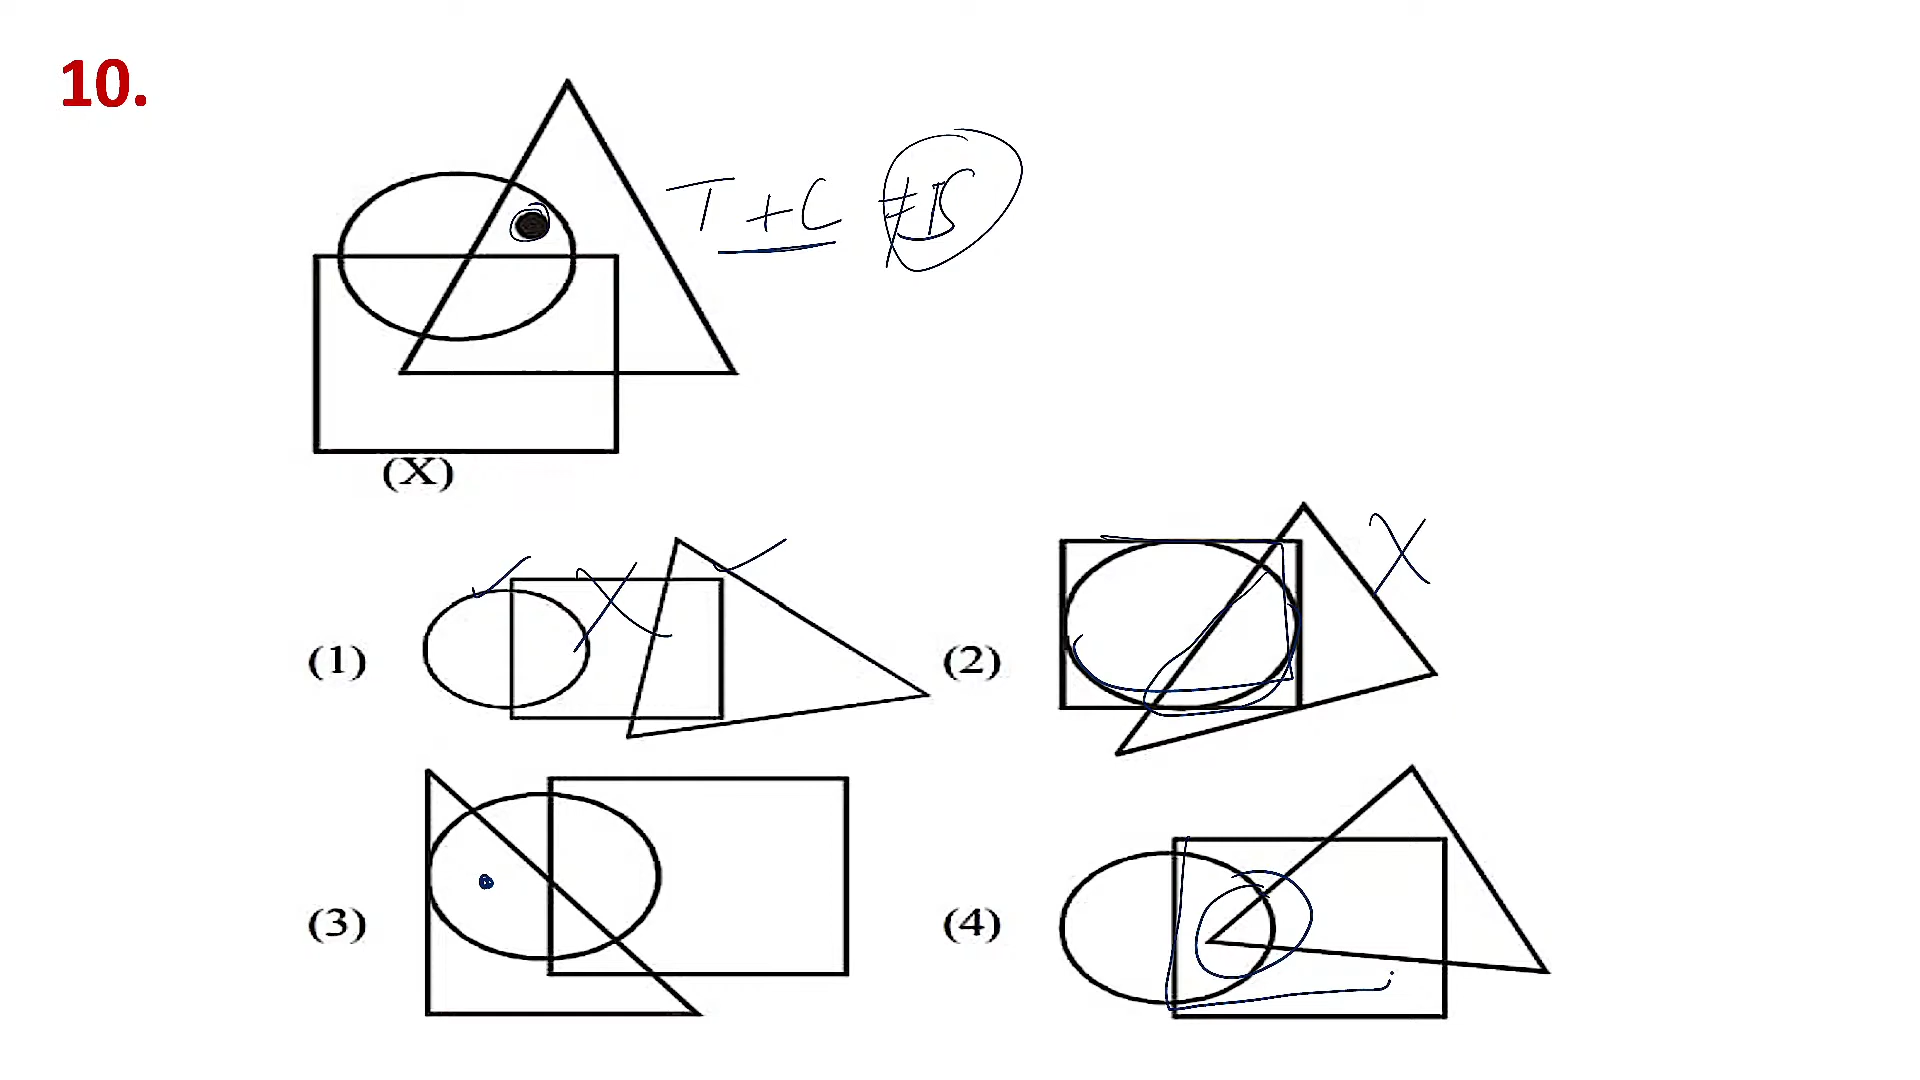 10.
T + C ≠ B
(X)
(1)
(2)
(3)
(4)